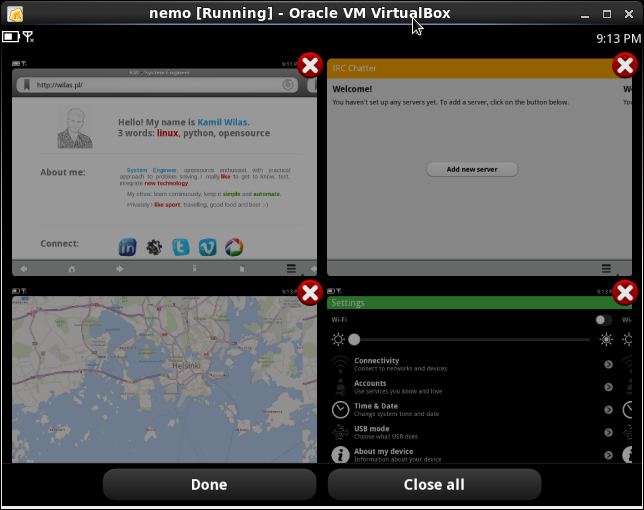 nemo [Running] - Oracle VM VirtualBox
9:13 PM
IRC, System Engineer
http://wilas.pl/
Hello! My name is Kamil Wilas.
3 words: linux, python, opensource
About me:
System Engineer, opensource enthusiast with practical
approach to problem solving. I really like to get to know, test,
integrate new technology.
My ethic: learn continuously, keep it simple and automate.
Privately I like sport, travelling, good food and beer :-)
Connect:
IRC Chatter
Welcome!
You haven't set up any servers yet. To add a server, click on the button below.
Add new server
9:13 PM
Helsinki
9:13 PM
Settings
Wi-Fi
Connectivity
Connect to networks and devices
Accounts
Use services you know and love
Time & Date
Change system time and date
USB mode
Choose what USB does
About my device
Information about your device
Done
Close all